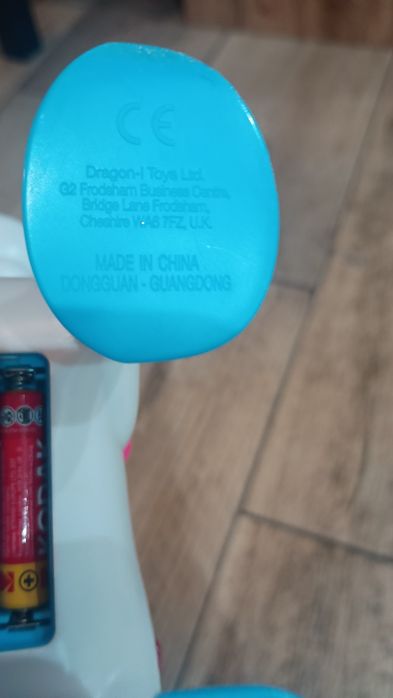 CE
Dragon-I Toys Ltd.
G2 Frodsham Business Centre,
Bridge Lane Frodsham,
Cheshire WA6 7FZ, U.K.
MADE IN CHINA
DONGGUAN - GUANGDONG
KODAK